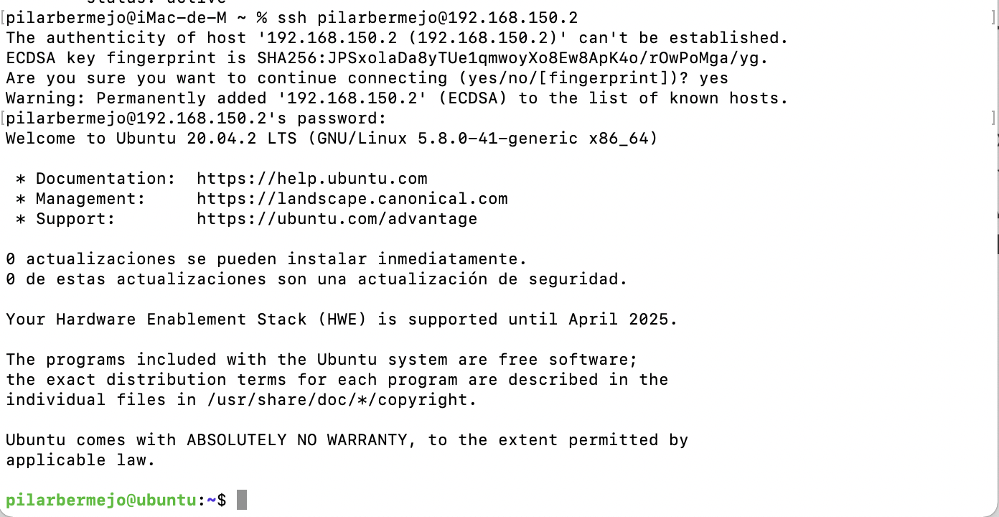 status: active
[pilarbermejo@iMac-de-M ~ % ssh pilarbermejo@192.168.150.2 ]
The authenticity of host '192.168.150.2 (192.168.150.2)' can't be established.
ECDSA key fingerprint is SHA256:JPSxolaDa8yTUe1qmwoyXo8Ew8ApK4o/rOwPoMga/yg.
Are you sure you want to continue connecting (yes/no/[fingerprint])? yes
Warning: Permanently added '192.168.150.2' (ECDSA) to the list of known hosts.
[pilarbermejo@192.168.150.2's password: ]
Welcome to Ubuntu 20.04.2 LTS (GNU/Linux 5.8.0-41-generic x86_64)
* Documentation: https://help.ubuntu.com
* Management: https://landscape.canonical.com
* Support: https://ubuntu.com/advantage
0 actualizaciones se pueden instalar inmediatamente.
0 de estas actualizaciones son una actualización de seguridad.
Your Hardware Enablement Stack (HWE) is supported until April 2025.
The programs included with the Ubuntu system are free software;
the exact distribution terms for each program are described in the
individual files in /usr/share/doc/*/copyright.
Ubuntu comes with ABSOLUTELY NO WARRANTY, to the extent permitted by
applicable law.
pilarbermejo@ubuntu:~$